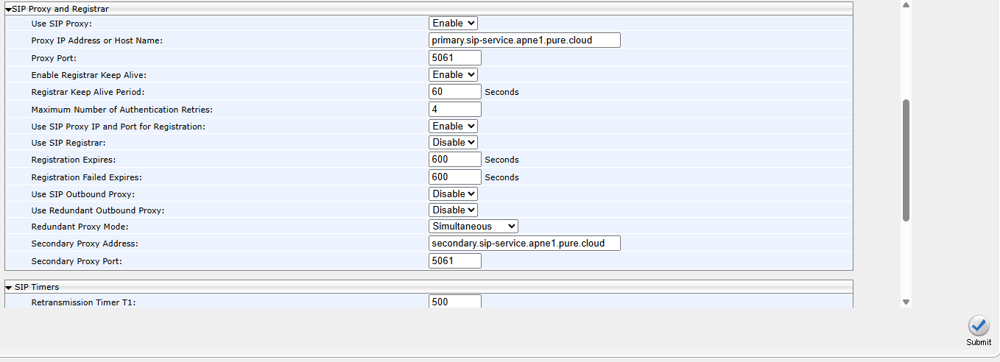 SIP Proxy and Registrar
Use SIP Proxy: Enable
Proxy IP Address or Host Name: primary.sip-service.apne1.pure.cloud
Proxy Port: 5061
Enable Registrar Keep Alive: Enable
Registrar Keep Alive Period: 60 Seconds
Maximum Number of Authentication Retries: 4
Use SIP Proxy IP and Port for Registration: Enable
Use SIP Registrar: Disable
Registration Expires: 600 Seconds
Registration Failed Expires: 600 Seconds
Use SIP Outbound Proxy: Disable
Use Redundant Outbound Proxy: Disable
Redundant Proxy Mode: Simultaneous
Secondary Proxy Address: secondary.sip-service.apne1.pure.cloud
Secondary Proxy Port: 5061
SIP Timers
Retransmission Timer T1: 500
Submit